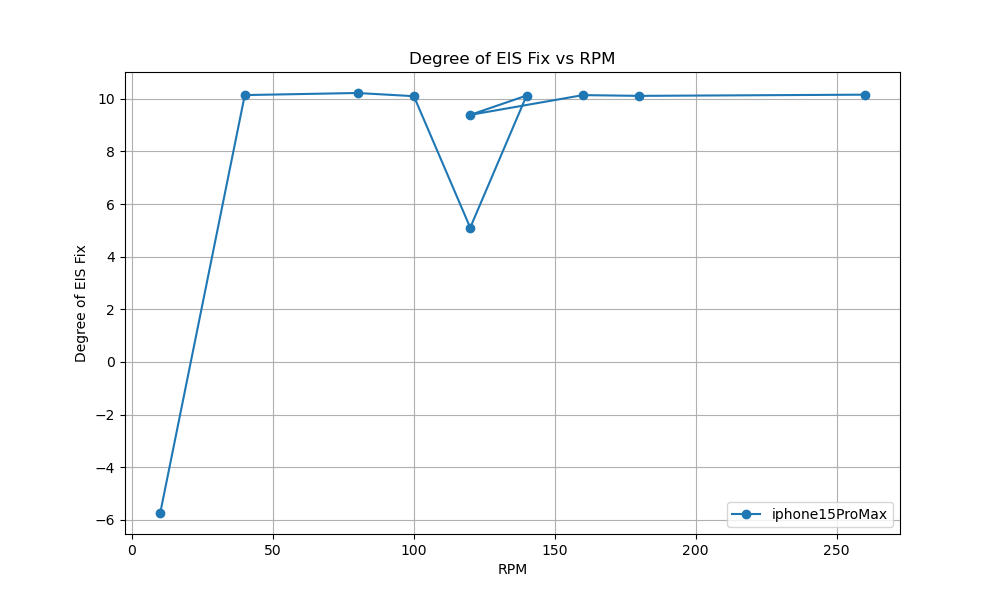 Degree of EIS Fix vs RPM
10
8
6
4
2
0
−2
−4
−6
Degree of EIS Fix
iphone15ProMax
0 50 100 150 200 250
RPM